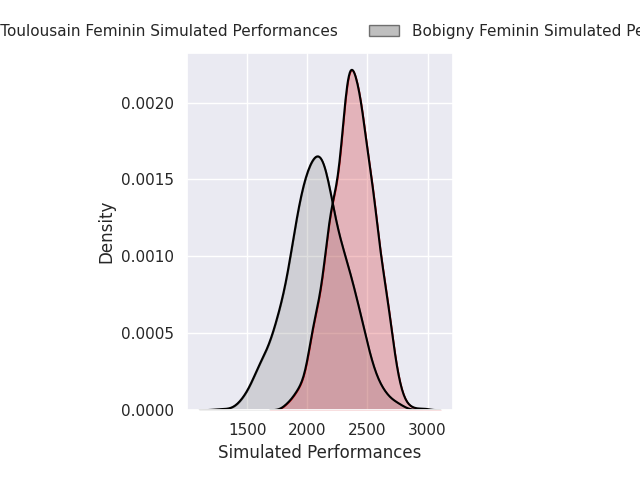 Toulousain Feminin Simulated Performances
Bobigny Feminin Simulated
0.0020
0.0015
0.0010
0.0005
0.0000
Density
1500 2000 2500 3000
Simulated Performances